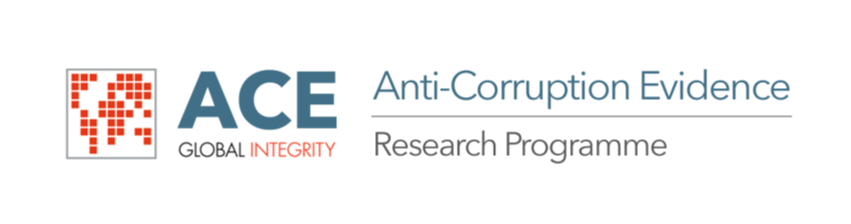 ACE
GLOBAL INTEGRITY
Anti-Corruption Evidence
Research Programme